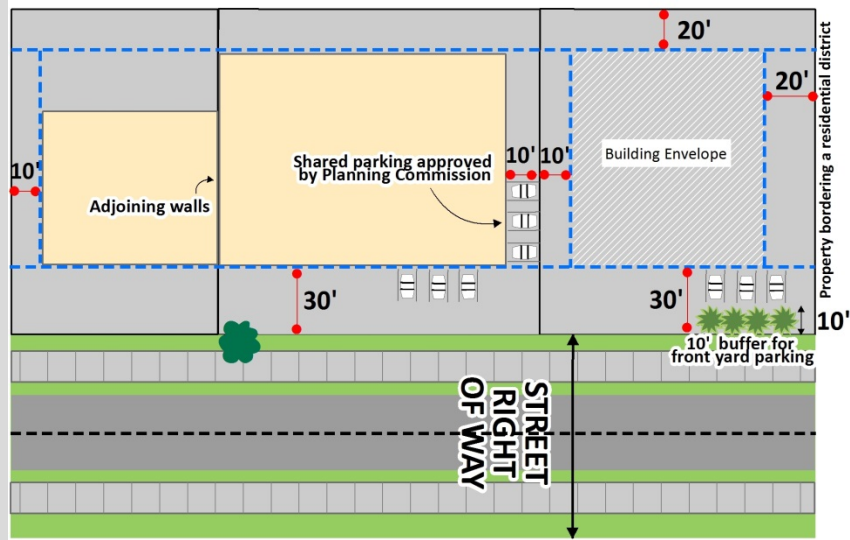 20'
20'
Property bordering a residential district
10'
Adjoining walls
Shared parking approved
by Planning Commission
10'
10'
Building Envelope
30'
30'
10'
10' buffer for
front yard parking
STREET
RIGHT
OF WAY